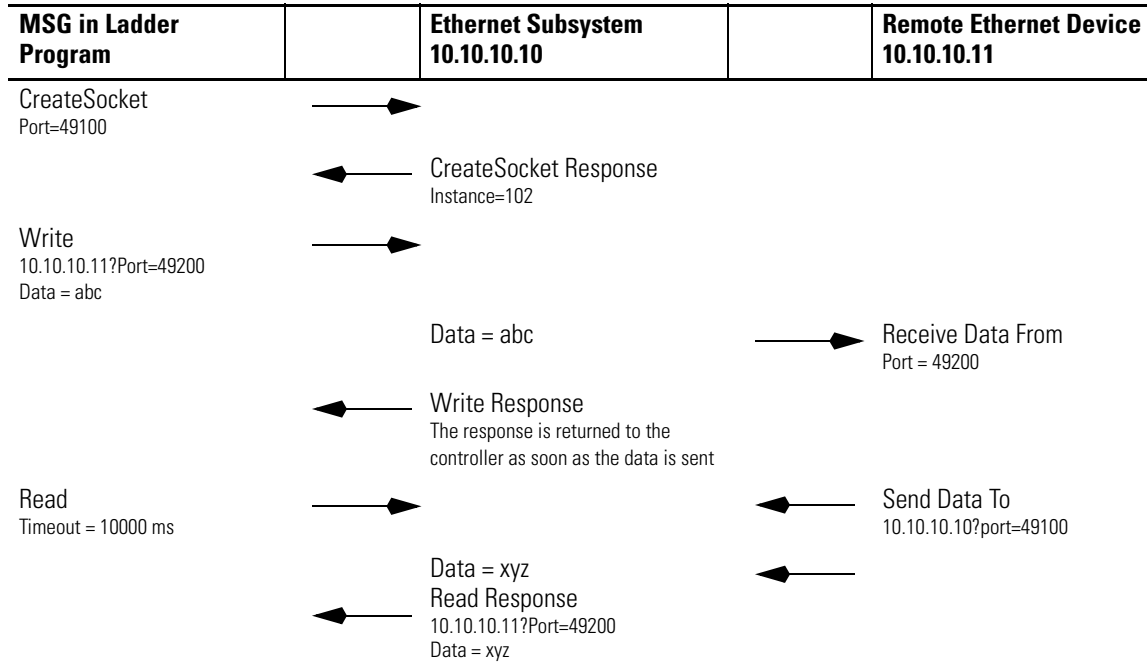 MSG in Ladder
Program
Ethernet Subsystem
10.10.10.10
Remote Ethernet Device
10.10.10.11
CreateSocket
Port=49100
CreateSocket Response
Instance=102
Write
10.10.10.11?Port=49200
Data = abc
Data = abc
Receive Data From
Port = 49200
Write Response
The response is returned to the
controller as soon as the data is sent
Read
Timeout = 10000 ms
Send Data To
10.10.10.10?port=49100
Data = xyz
Read Response
10.10.10.11?Port=49200
Data = xyz